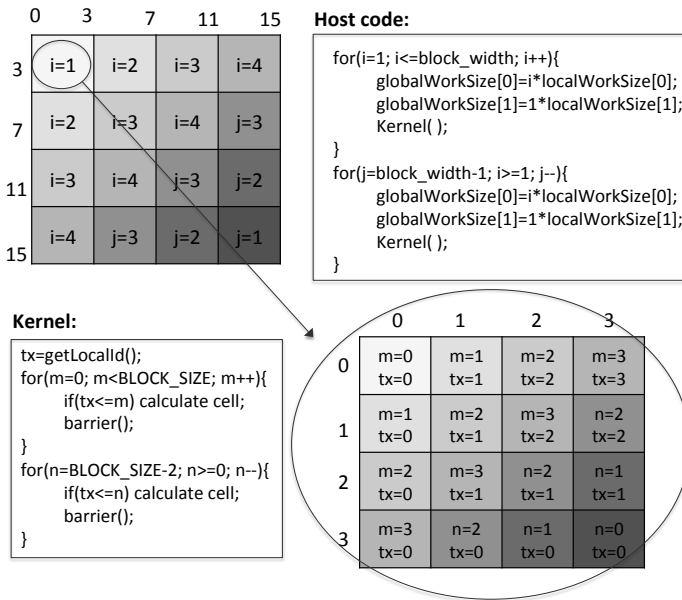 0 3 7 11 15
3 i=1 i=2 i=3 i=4
7 i=2 i=3 i=4 j=3
11 i=3 i=4 j=3 j=2
15 i=4 j=3 j=2 j=1
Host code:
for(i=1; i<=block_width; i++){
globalWorkSize[0]=i*localWorkSize[0];
globalWorkSize[1]=1*localWorkSize[1];
Kernel( );
}
for(j=block_width-1; i>=1; j--){
globalWorkSize[0]=i*localWorkSize[0];
globalWorkSize[1]=1*localWorkSize[1];
Kernel( );
}
Kernel:
tx=getLocalId();
for(m=0; m<BLOCK_SIZE; m++){
if(tx<=m) calculate cell;
barrier();
}
for(n=BLOCK_SIZE-2; n>=0; n--){
if(tx<=n) calculate cell;
barrier();
}
0 1 2 3
0
m=0 m=1 m=2 m=3
tx=0 tx=1 tx=2 tx=3
1
m=1 m=2 m=3 n=2
tx=0 tx=1 tx=2 tx=2
2
m=2 m=3 n=2 n=1
tx=0 tx=1 tx=1 tx=1
3
m=3 n=2 n=1 n=0
tx=0 tx=0 tx=0 tx=0